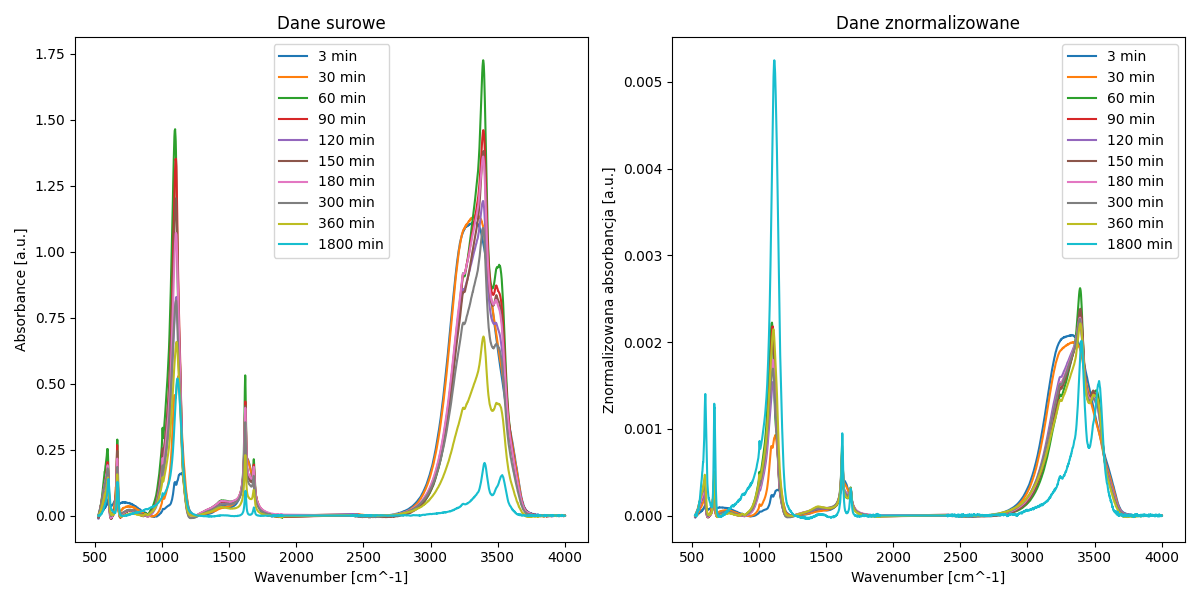 Dane surowe
Absorbance [a.u.]
1.75
1.50
1.25
1.00
0.75
0.50
0.25
0.00
3 min
30 min
60 min
90 min
120 min
150 min
180 min
300 min
360 min
1800 min
500 1000 1500 2000 2500 3000 3500 4000
Wavenumber [cm^-1]
Dane znormalizowane
Znormalizowana absorbancja [a.u.]
0.005
0.004
0.003
0.002
0.001
0.000
3 min
30 min
60 min
90 min
120 min
150 min
180 min
300 min
360 min
1800 min
500 1000 1500 2000 2500 3000 3500 4000
Wavenumber [cm^-1]